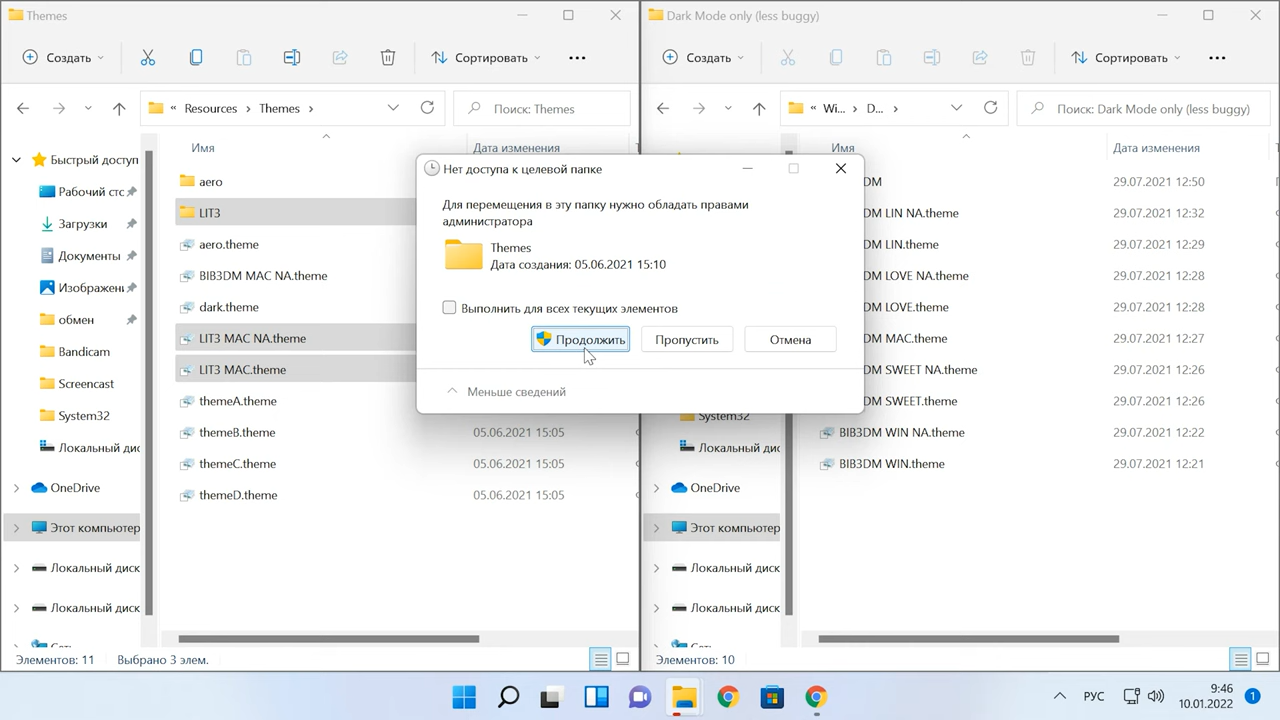 Themes
Создать
Сортировать
« Resources > Themes >
Поиск: Themes
Имя
Дата изменения
Быстрый доступ
Рабочий стс
Загрузки
Документы
Изображени
обмен
Bandicam
Screencast
System32
Локальный дис
OneDrive
Этот компьютер
Локальный диск
Локальный диск
aero
LIT3
aero.theme
BIB3DM MAC NA.theme
dark.theme
LIT3 MAC NA.theme
LIT3 MAC.theme
themeA.theme
themeB.theme 05.06.2021 15:05
themeC.theme 05.06.2021 15:05
themeD.theme 05.06.2021 15:05
Элементов: 11 Выбрано 3 элем.
Нет доступа к целевой папке
Для перемещения в эту папку нужно обладать правами
администратора
Themes
Дата создания: 05.06.2021 15:10
Выполнить для всех текущих элементов
Продолжить
Пропустить
Отмена
Меньше сведений
Dark Mode only (less buggy)
Создать
Сортировать
« Wi... > D... >
Поиск: Dark Mode only (less buggy)
Имя
Дата изменения
System32
Локальный дис
OneDrive
Этот компьютер
Локальный диск
Локальный диск
DM 29.07.2021 12:50
DM LIN NA.theme 29.07.2021 12:32
DM LIN.theme 29.07.2021 12:29
DM LOVE NA.theme 29.07.2021 12:28
DM LOVE.theme 29.07.2021 12:28
DM MAC.theme 29.07.2021 12:28
DM SWEET NA.theme 29.07.2021 12:28
DM SWEET.theme 29.07.2021 12:26
BIB3DM WIN NA.theme 29.07.2021 12:22
BIB3DM WIN.theme 29.07.2021 12:21
Элементов: 10
РУС
9:46
10.01.2022
1